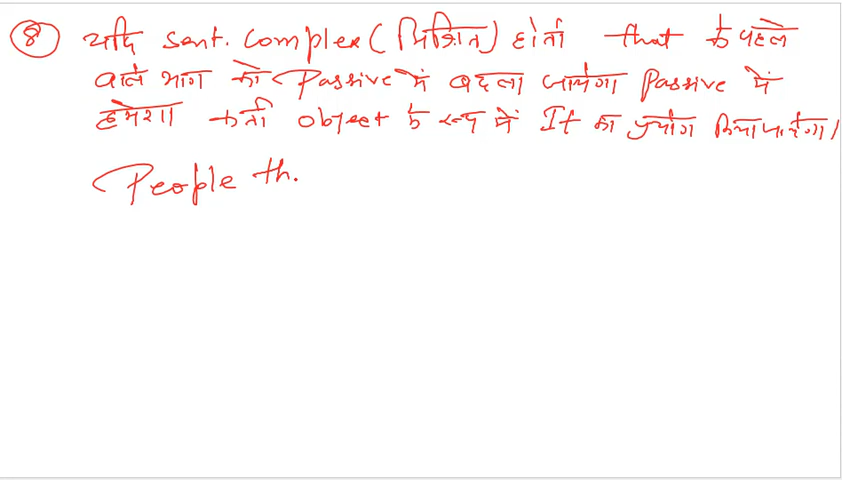 ⑧ यदि Sent. Complex (मिश्रित) हो तो that के पहले
वाले भाग को Passive में बदला जायेगा Passive में
हमेशा कर्ता object के रूप में It का प्रयोग किया जायेगा।
People th.